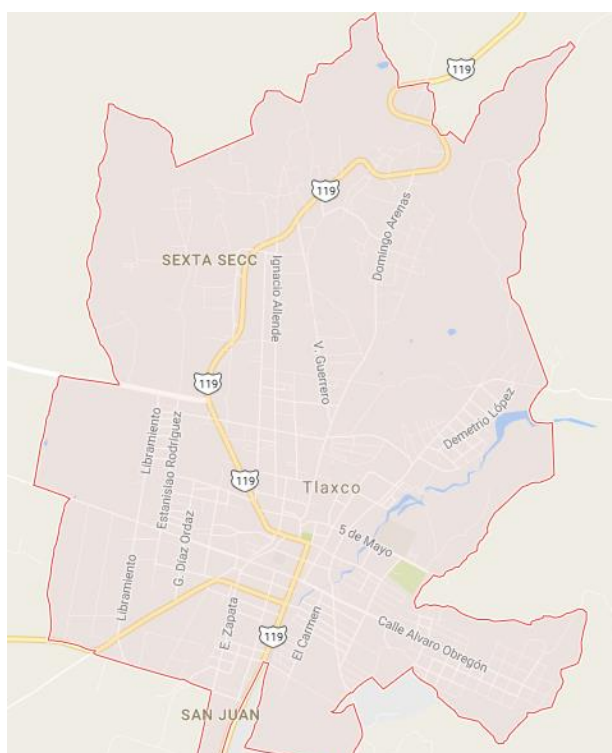 119
119
Domingo Arenas
SEXTA SECC
Ignacio Allende
V. Guerrero
119
Demetrio López
Libramiento
Estanislao Rodríguez
119
Tlaxco
G. Díaz Ordaz
5 de Mayo
Libramiento
E. Zapata
El Carmen
Calle Alvaro Obregón
119
SAN JUAN